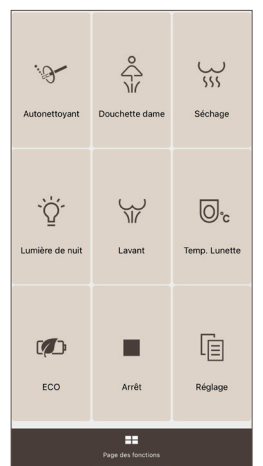 Autonettoyant
Douchette dame
Séchage
Lumière de nuit
Lavant
°c
Temp. Lunette
ECO
Arrêt
Réglage
Page des fonctions